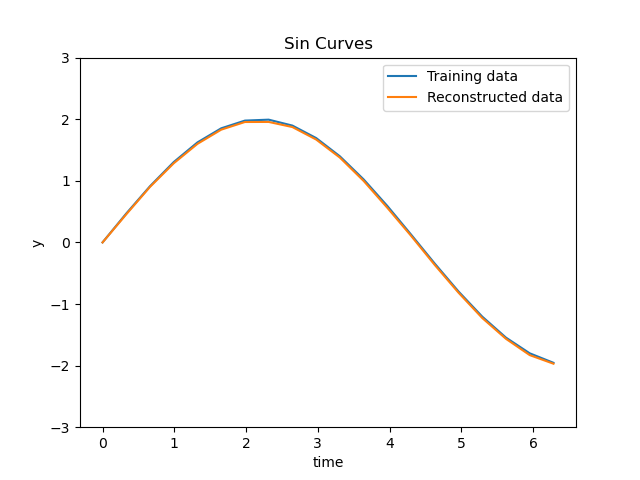 Sin Curves
Training data
Reconstructed data
3
2
1
0
−1
−2
−3
y
0 1 2 3 4 5 6
time